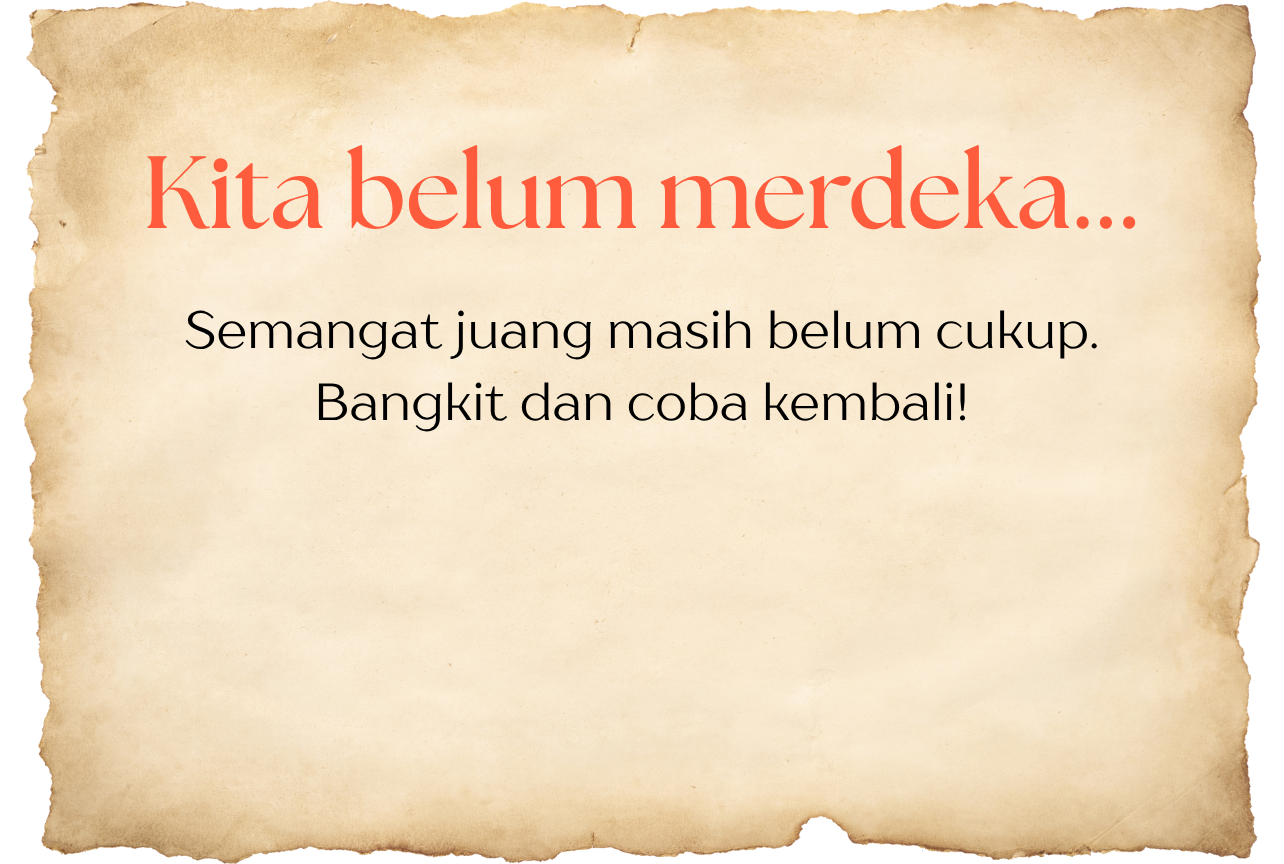 Kita belum merdeka...
Semangat juang masih belum cukup.
Bangkit dan coba kembali!